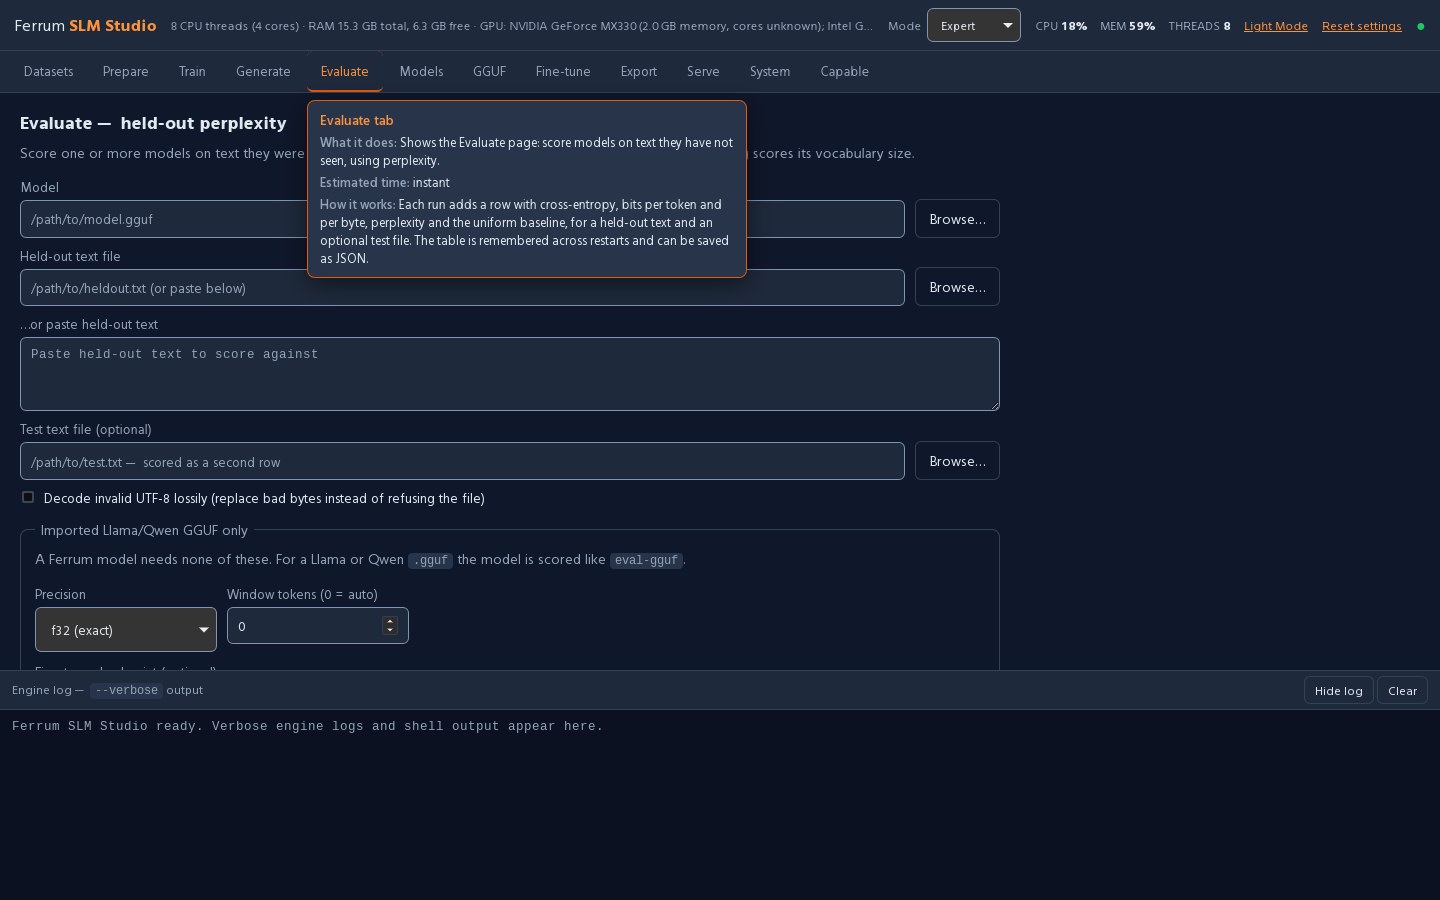 Ferrum SLM Studio 8 CPU threads (4 cores) · RAM 15.3 GB total, 6.3 GB free · GPU: NVIDIA GeForce MX330 (2.0 GB memory, cores unknown); Intel G… Mode Expert CPU 18% MEM 59% THREADS 8 Light Mode Reset settings
Datasets Prepare Train Generate Evaluate Models GGUF Fine-tune Export Serve System Capable
Evaluate — held-out perplexity
Evaluate tab
What it does: Shows the Evaluate page: score models on text they have not
seen, using perplexity.
Estimated time: instant
How it works: Each run adds a row with cross-entropy, bits per token and
per byte, perplexity and the uniform baseline, for a held-out text and an
optional test file. The table is remembered across restarts and can be saved
as JSON.
Score one or more models on text they were scores its vocabulary size.
Model
/path/to/model.gguf Browse…
Held-out text file
/path/to/heldout.txt (or paste below) Browse…
…or paste held-out text
Paste held-out text to score against
Test text file (optional)
/path/to/test.txt — scored as a second row Browse…
Decode invalid UTF-8 lossily (replace bad bytes instead of refusing the file)
Imported Llama/Qwen GGUF only
A Ferrum model needs none of these. For a Llama or Qwen .gguf the model is scored like eval-gguf.
Precision Window tokens (0 = auto)
f32 (exact) 0
Engine log — --verbose output Hide log Clear
Ferrum SLM Studio ready. Verbose engine logs and shell output appear here.